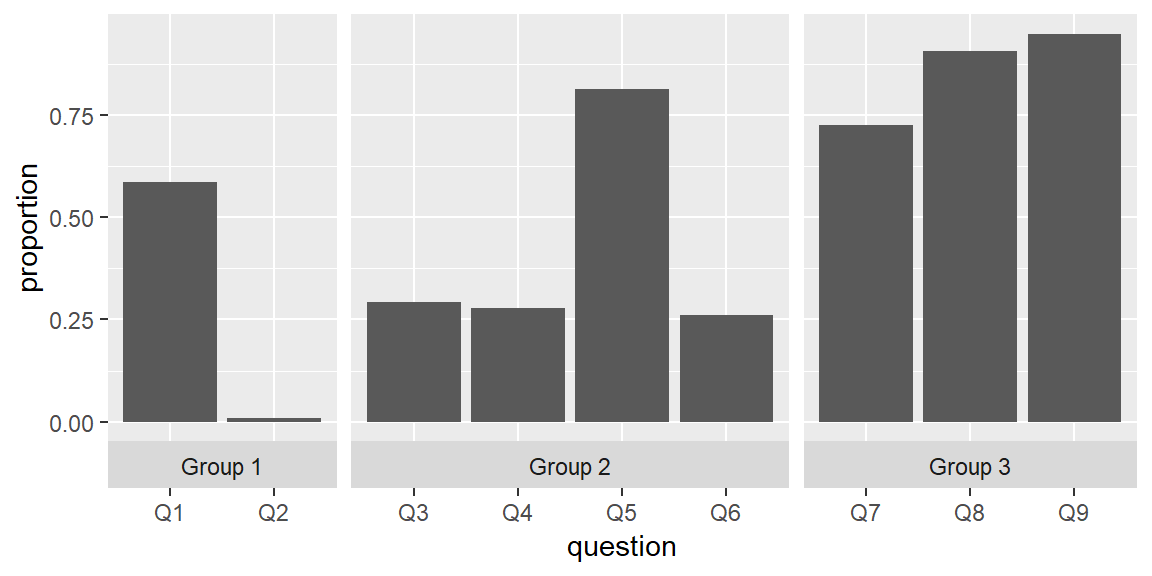 proportion
0.75
0.50
0.25
0.00
Group 1
Group 2
Group 3
Q1 Q2 Q3 Q4 Q5 Q6 Q7 Q8 Q9
question